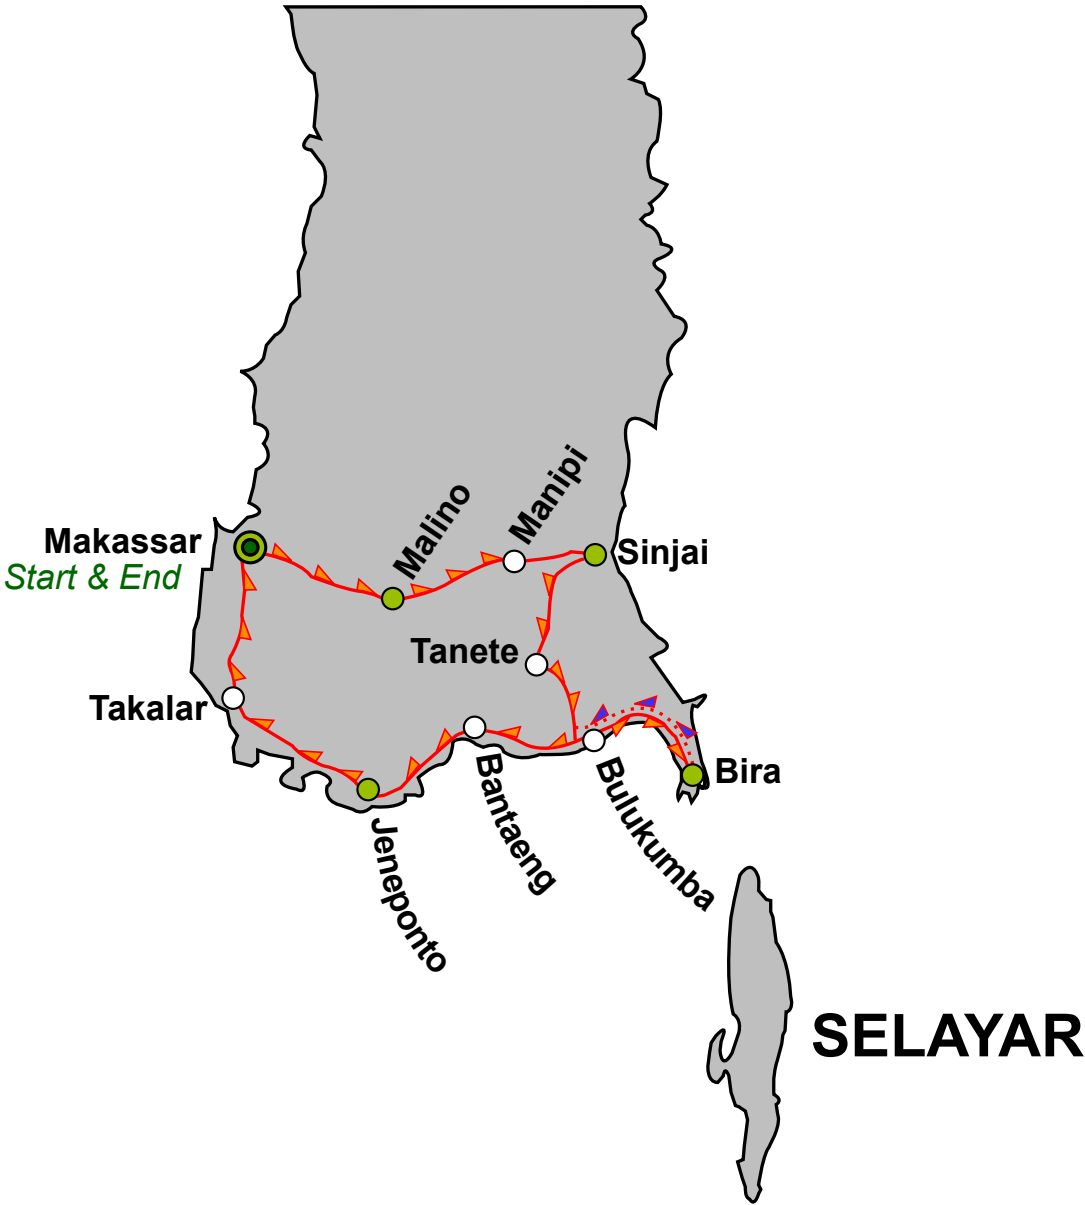 Manipi
Malino
Makassar
Start & End
Sinjai
Tanete
Takalar
Bira
Bantaeng
Bulukumba
Jeneponto
SELAYAR